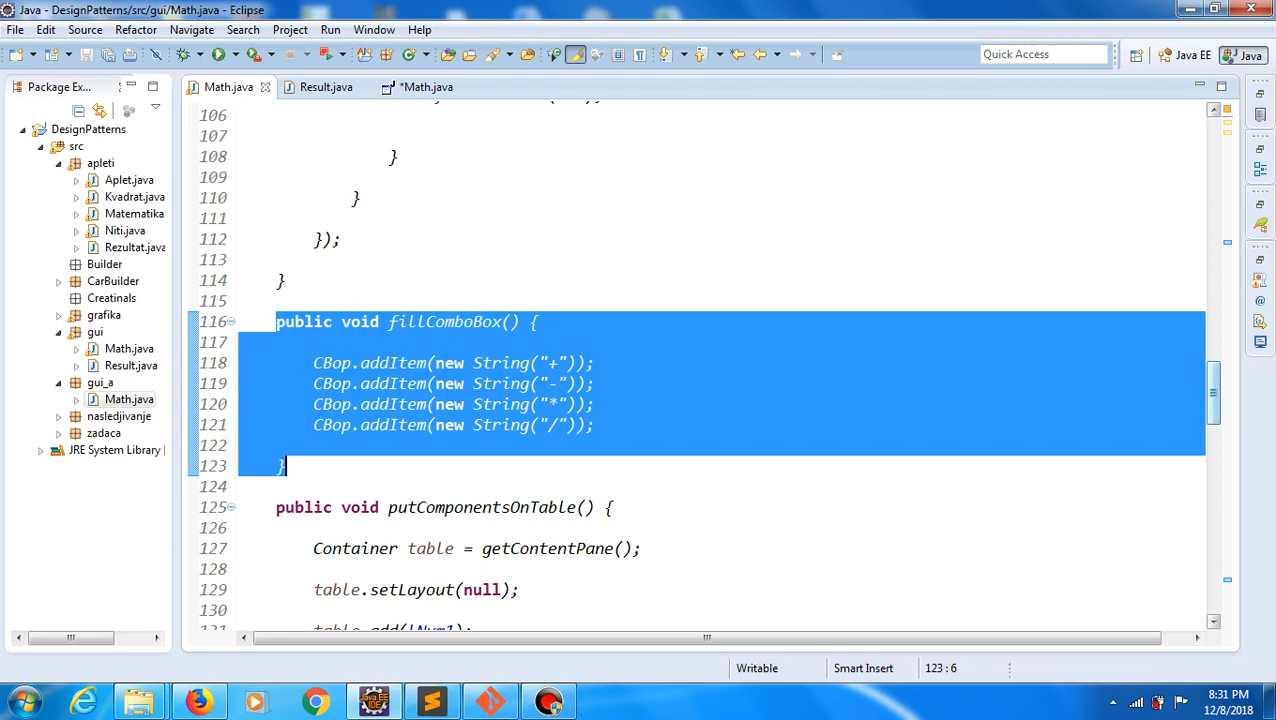 Java - DesignPatterns/src/gui/Math.java - Eclipse
File Edit Source Refactor Navigate Search Project Run Window Help
Quick Access
Java EE
Java
Package Ex...
Math.java
Result.java
*Math.java
DesignPatterns
src
apleti
Aplet.java
Kvadrat.java
Matematika
Niti.java
Rezultat.java
Builder
CarBuilder
Creatinals
grafika
gui
Math.java
Result.java
gui_a
Math.java
nasledjivanje
zadaca
JRE System Library
106
107
108 }
109
110 }
111
112 });
113
114 }
115
116 public void fillComboBox() {
117
118 CBop.addItem(new String("+"));
119 CBop.addItem(new String("-"));
120 CBop.addItem(new String("*"));
121 CBop.addItem(new String("/"));
122
123 }
124
125 public void putComponentsOnTable() {
126
127 Container table = getContentPane();
128
129 table.setLayout(null);
130
131 table.add(lNum1);
Writable
Smart Insert
123 : 6
8:31 PM
12/8/2018